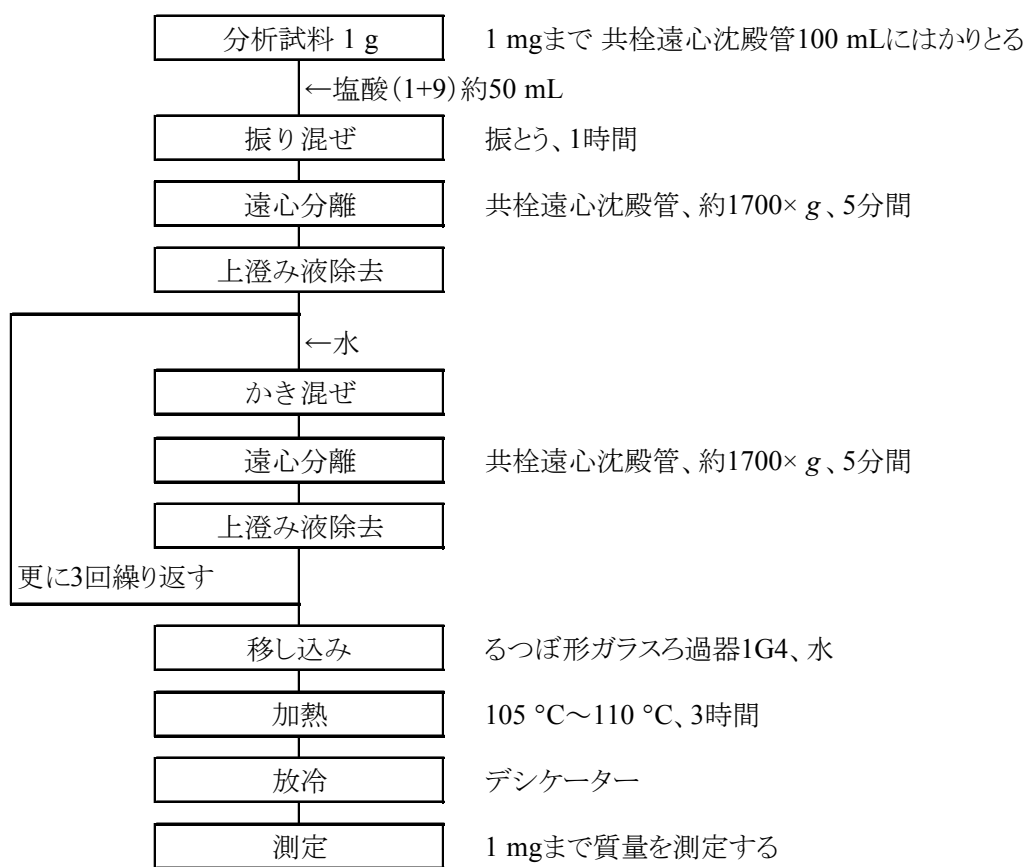 分析試料 1 g 1 mgまで 共栓遠心沈殿管100 mLにはかりとる
←塩酸(1+9)約50 mL
振り混ぜ 振とう、1時間
遠心分離 共栓遠心沈殿管、約1700× g 、5分間
上澄み液除去
←水
かき混ぜ
遠心分離 共栓遠心沈殿管、約1700× g 、5分間
上澄み液除去
更に3回繰り返す
移し込み るつぼ形ガラスろ過器1G4、水
加熱 105 °C~110 °C、3時間
放冷 デシケーター
測定 1 mgまで質量を測定する